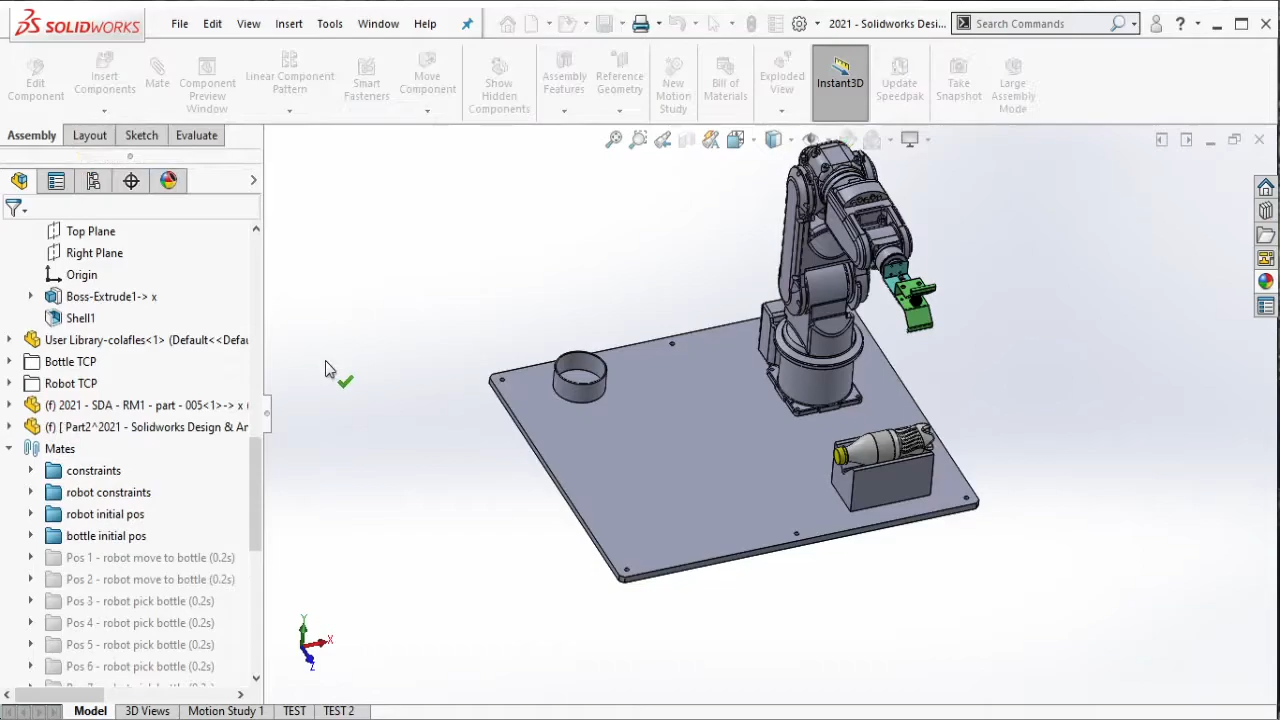 SOLIDWORKS File Edit View Insert Tools Window Help 2021 - Solidworks Desi... Search Commands ?
Edit Component
Insert Components
Mate
Component Preview Window
Linear Component Pattern
Smart Fasteners
Move Component
Show Hidden Components
Assembly Features
Reference Geometry
New Motion Study
Bill of Materials
Exploded View
Instant3D
Update Speedpak
Take Snapshot
Large Assembly Mode
Assembly Layout Sketch Evaluate
Top Plane
Right Plane
Origin
Boss-Extrude1-> x
Shell1
User Library-colafles<1> (Default<<Defau
Bottle TCP
Robot TCP
(f) 2021 - SDA - RM1 - part - 005<1>-> x (
(f) [ Part2^2021 - Solidworks Design & An
Mates
constraints
robot constraints
robot initial pos
bottle initial pos
Pos 1 - robot move to bottle (0.2s)
Pos 2 - robot move to bottle (0.2s)
Pos 3 - robot pick bottle (0.2s)
Pos 4 - robot pick bottle (0.2s)
Pos 5 - robot pick bottle (0.2s)
Pos 6 - robot pick bottle (0.2s)
Y
X
Z
Model 3D Views Motion Study 1 TEST TEST 2